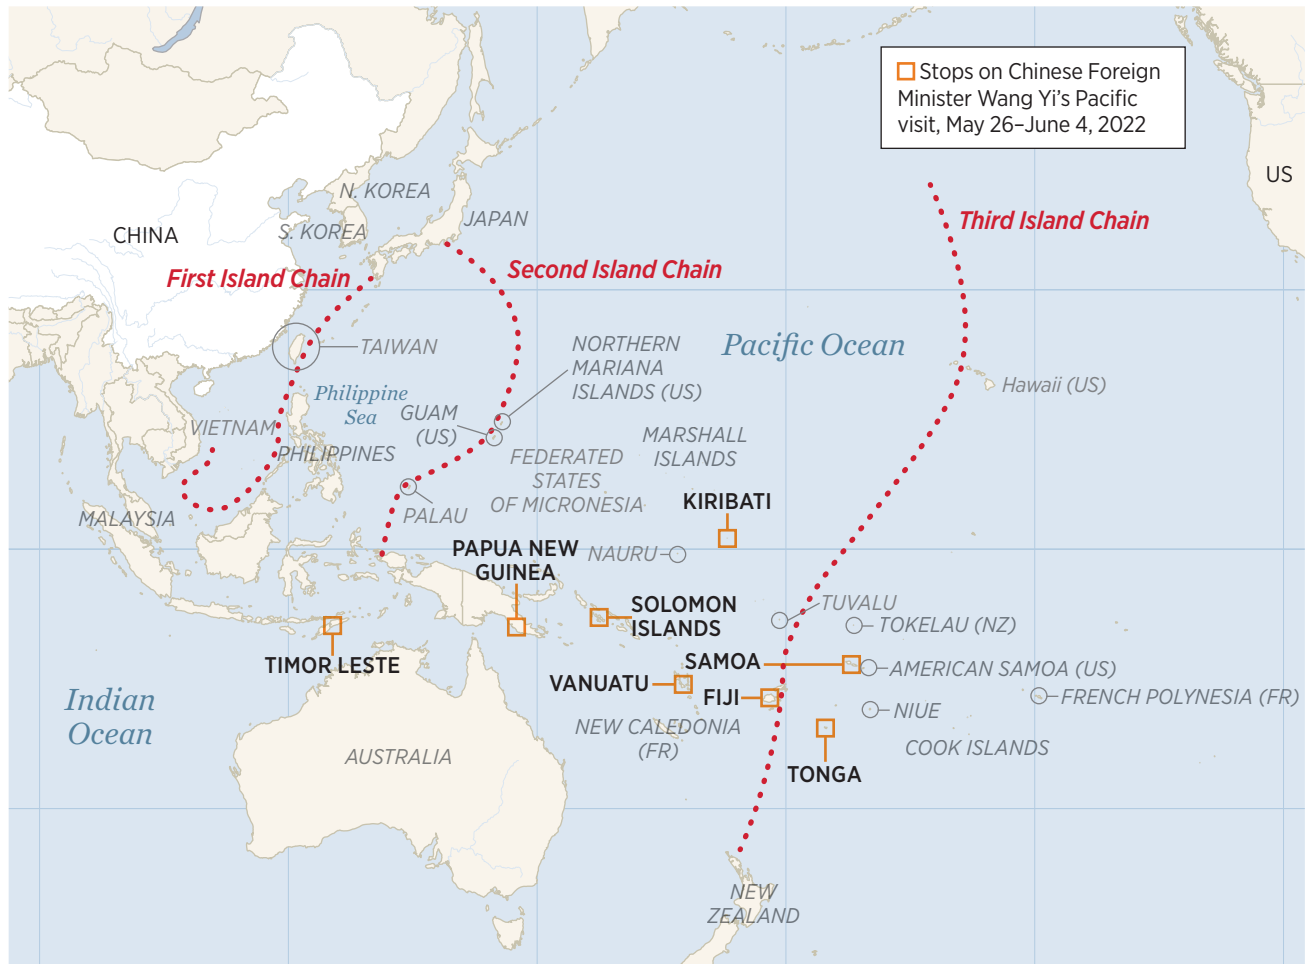 Stops on Chinese Foreign
Minister Wang Yi's Pacific
visit, May 26–June 4, 2022
US
N. KOREA
JAPAN
S. KOREA
CHINA
Third Island Chain
First Island Chain
Second Island Chain
TAIWAN
NORTHERN
MARIANA
ISLANDS (US)
Pacific Ocean
Hawaii (US)
Philippine
Sea
GUAM
(US)
VIETNAM
PHILIPPINES
MARSHALL
ISLANDS
FEDERATED
STATES
OF MICRONESIA
MALAYSIA
PALAU
KIRIBATI
NAURU
PAPUA NEW
GUINEA
SOLOMON
ISLANDS
TUVALU
TOKELAU (NZ)
TIMOR LESTE
SAMOA
AMERICAN SAMOA (US)
VANUATU
FIJI
FRENCH POLYNESIA (FR)
NIUE
Indian
Ocean
NEW CALEDONIA
(FR)
COOK ISLANDS
AUSTRALIA
TONGA
NEW
ZEALAND